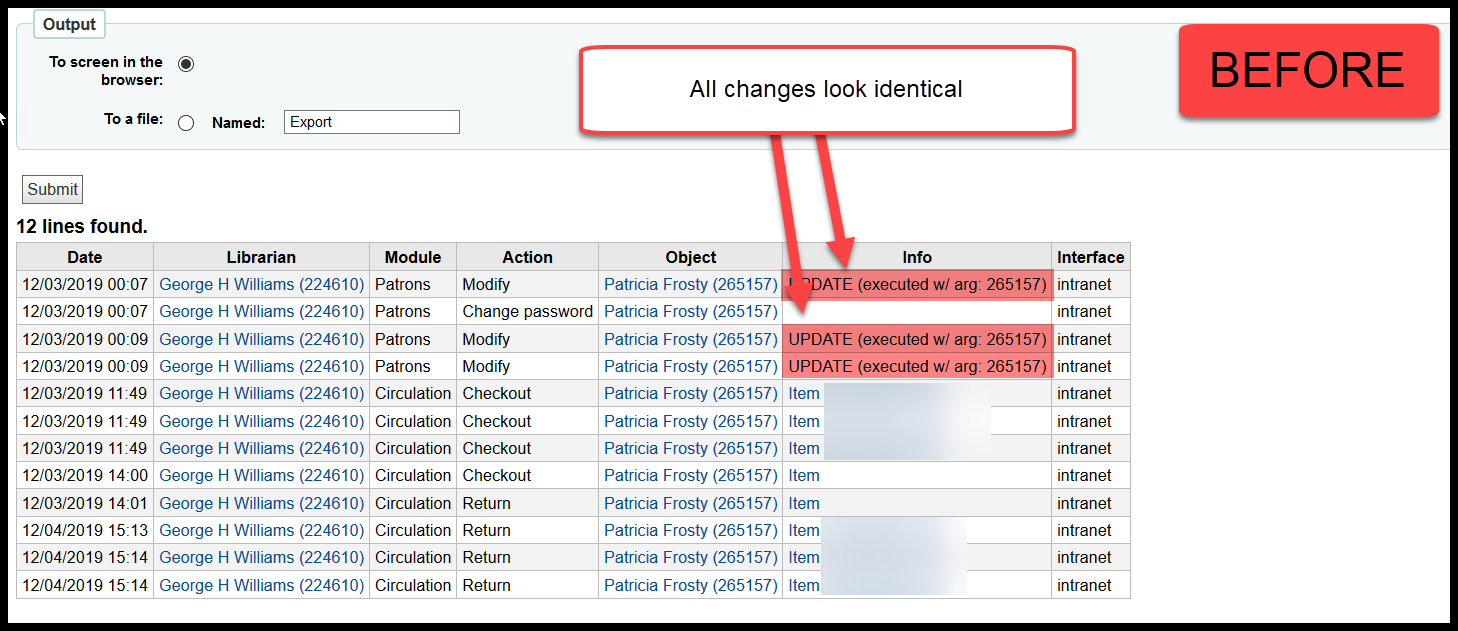 Output
To screen in the
browser:
To a file:
Named:
Export
All changes look identical
BEFORE
Submit
12 lines found.
Date Librarian Module Action Object Info Interface
12/03/2019 00:07 George H Williams (224610) Patrons Modify Patricia Frosty (265157) UPDATE (executed w/ arg: 265157) intranet
12/03/2019 00:07 George H Williams (224610) Patrons Change password Patricia Frosty (265157) intranet
12/03/2019 00:09 George H Williams (224610) Patrons Modify Patricia Frosty (265157) UPDATE (executed w/ arg: 265157) intranet
12/03/2019 00:09 George H Williams (224610) Patrons Modify Patricia Frosty (265157) UPDATE (executed w/ arg: 265157) intranet
12/03/2019 11:49 George H Williams (224610) Circulation Checkout Patricia Frosty (265157) Item intranet
12/03/2019 11:49 George H Williams (224610) Circulation Checkout Patricia Frosty (265157) Item intranet
12/03/2019 11:49 George H Williams (224610) Circulation Checkout Patricia Frosty (265157) Item intranet
12/03/2019 14:00 George H Williams (224610) Circulation Checkout Patricia Frosty (265157) Item intranet
12/03/2019 14:01 George H Williams (224610) Circulation Return Patricia Frosty (265157) Item intranet
12/04/2019 15:13 George H Williams (224610) Circulation Return Patricia Frosty (265157) Item intranet
12/04/2019 15:14 George H Williams (224610) Circulation Return Patricia Frosty (265157) Item intranet
12/04/2019 15:14 George H Williams (224610) Circulation Return Patricia Frosty (265157) Item intranet